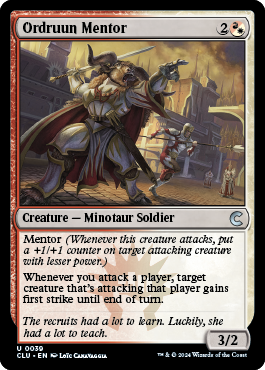 Ordruun Mentor 2
Creature — Minotaur Soldier
Mentor (Whenever this creature attacks, put
a +1/+1 counter on target attacking creature
with lesser power.)
Whenever you attack a player, target
creature that's attacking that player gains
first strike until end of turn.
The recruits had a lot to learn. Luckily, she
had a lot to teach.
3/2
U 0039
CLU • EN Loïc Canavaggia
™ & © 2024 Wizards of the Coast